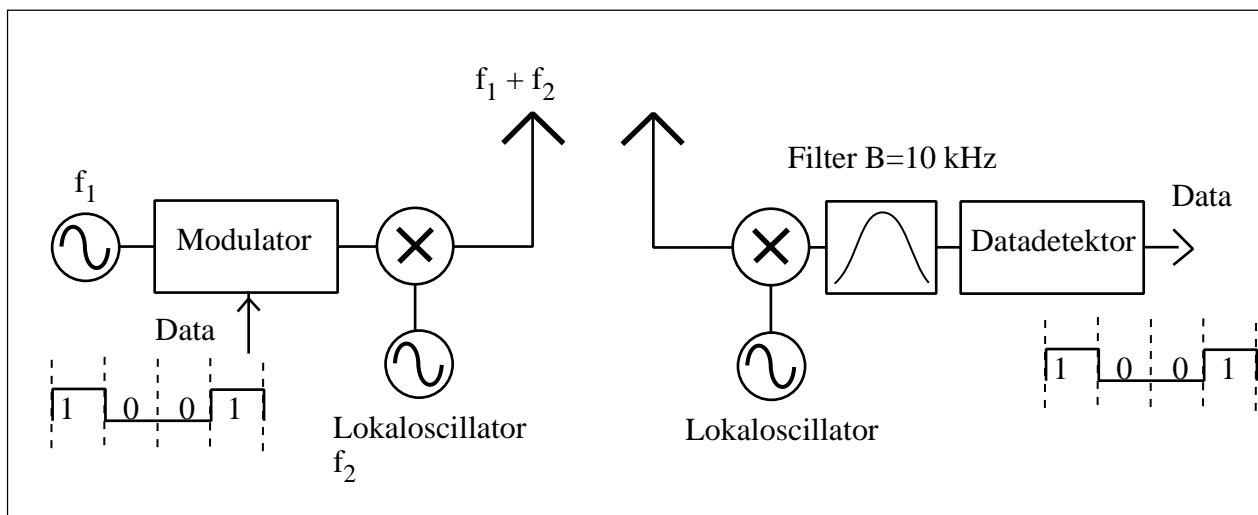 f1 + f2
Filter B=10 kHz
f1
Modulator
Data
1 0 0 1
Lokaloscillator
f2
Datadetektor
Data
Lokaloscillator
1 0 0 1